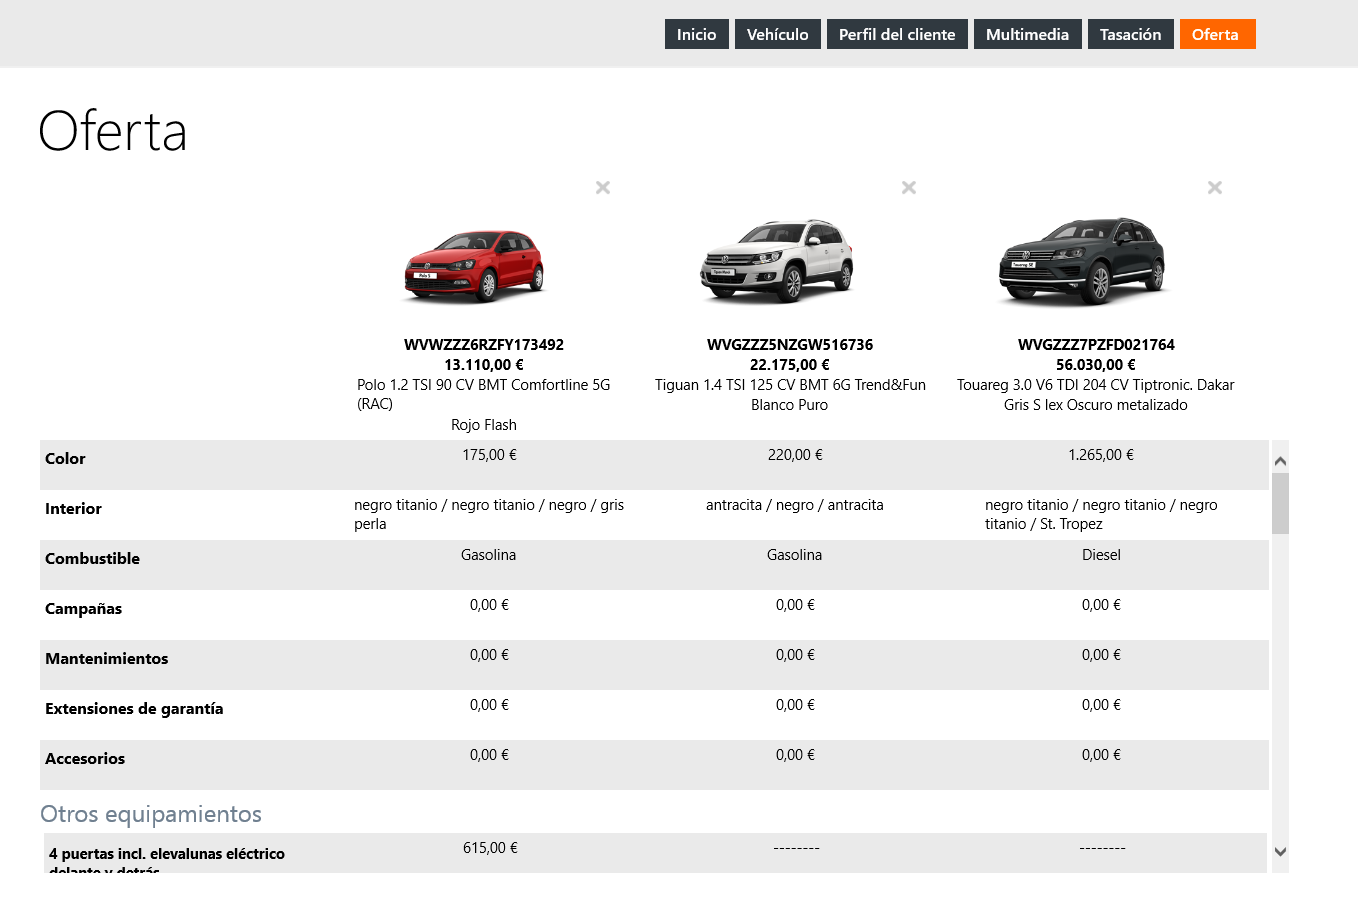 Inicio
Vehículo
Perfil del cliente
Multimedia
Tasación
Oferta
Oferta
WVWZZZ6RZFY173492
13.110,00 €
Polo 1.2 TSI 90 CV BMT Comfortline 5G
(RAC)
Rojo Flash
WVGZZZ5NZGW516736
22.175,00 €
Tiguan 1.4 TSI 125 CV BMT 6G Trend&Fun
Blanco Puro
WVGZZZ7PZFD021764
56.030,00 €
Touareg 3.0 V6 TDI 204 CV Tiptronic. Dakar
Gris S lex Oscuro metalizado
Color
175,00 €
220,00 €
1.265,00 €
Interior
negro titanio / negro titanio / negro / gris
perla
antracita / negro / antracita
negro titanio / negro titanio / negro
titanio / St. Tropez
Combustible
Gasolina
Gasolina
Diesel
Campañas
0,00 €
0,00 €
0,00 €
Mantenimientos
0,00 €
0,00 €
0,00 €
Extensiones de garantía
0,00 €
0,00 €
0,00 €
Accesorios
0,00 €
0,00 €
0,00 €
Otros equipamientos
4 puertas incl. elevalunas eléctrico
delante y detrás
615,00 €
--------
--------